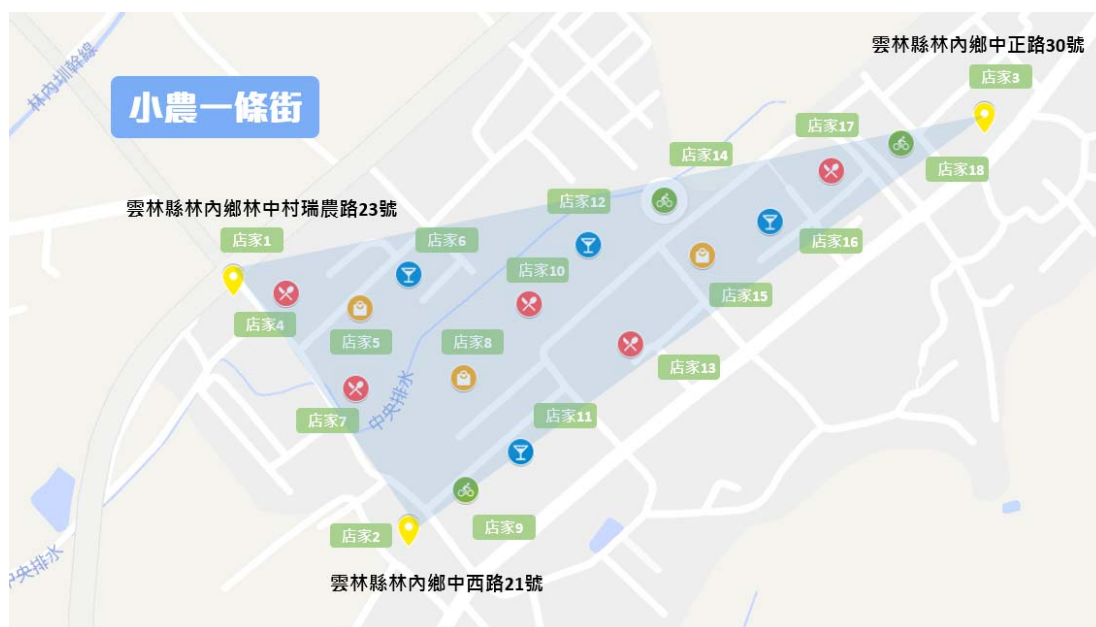 雲林縣林內鄉中正路30號
林內圳幹線
店家3
小農一條街
店家17
店家14
店家18
店家12
雲林縣林內鄉林中村瑞農路23號
店家1
店家6
店家16
店家10
店家15
店家4
店家5
店家8
店家13
中央排水
店家7
店家11
店家2
店家9
中央排水
雲林縣林內鄉中西路21號